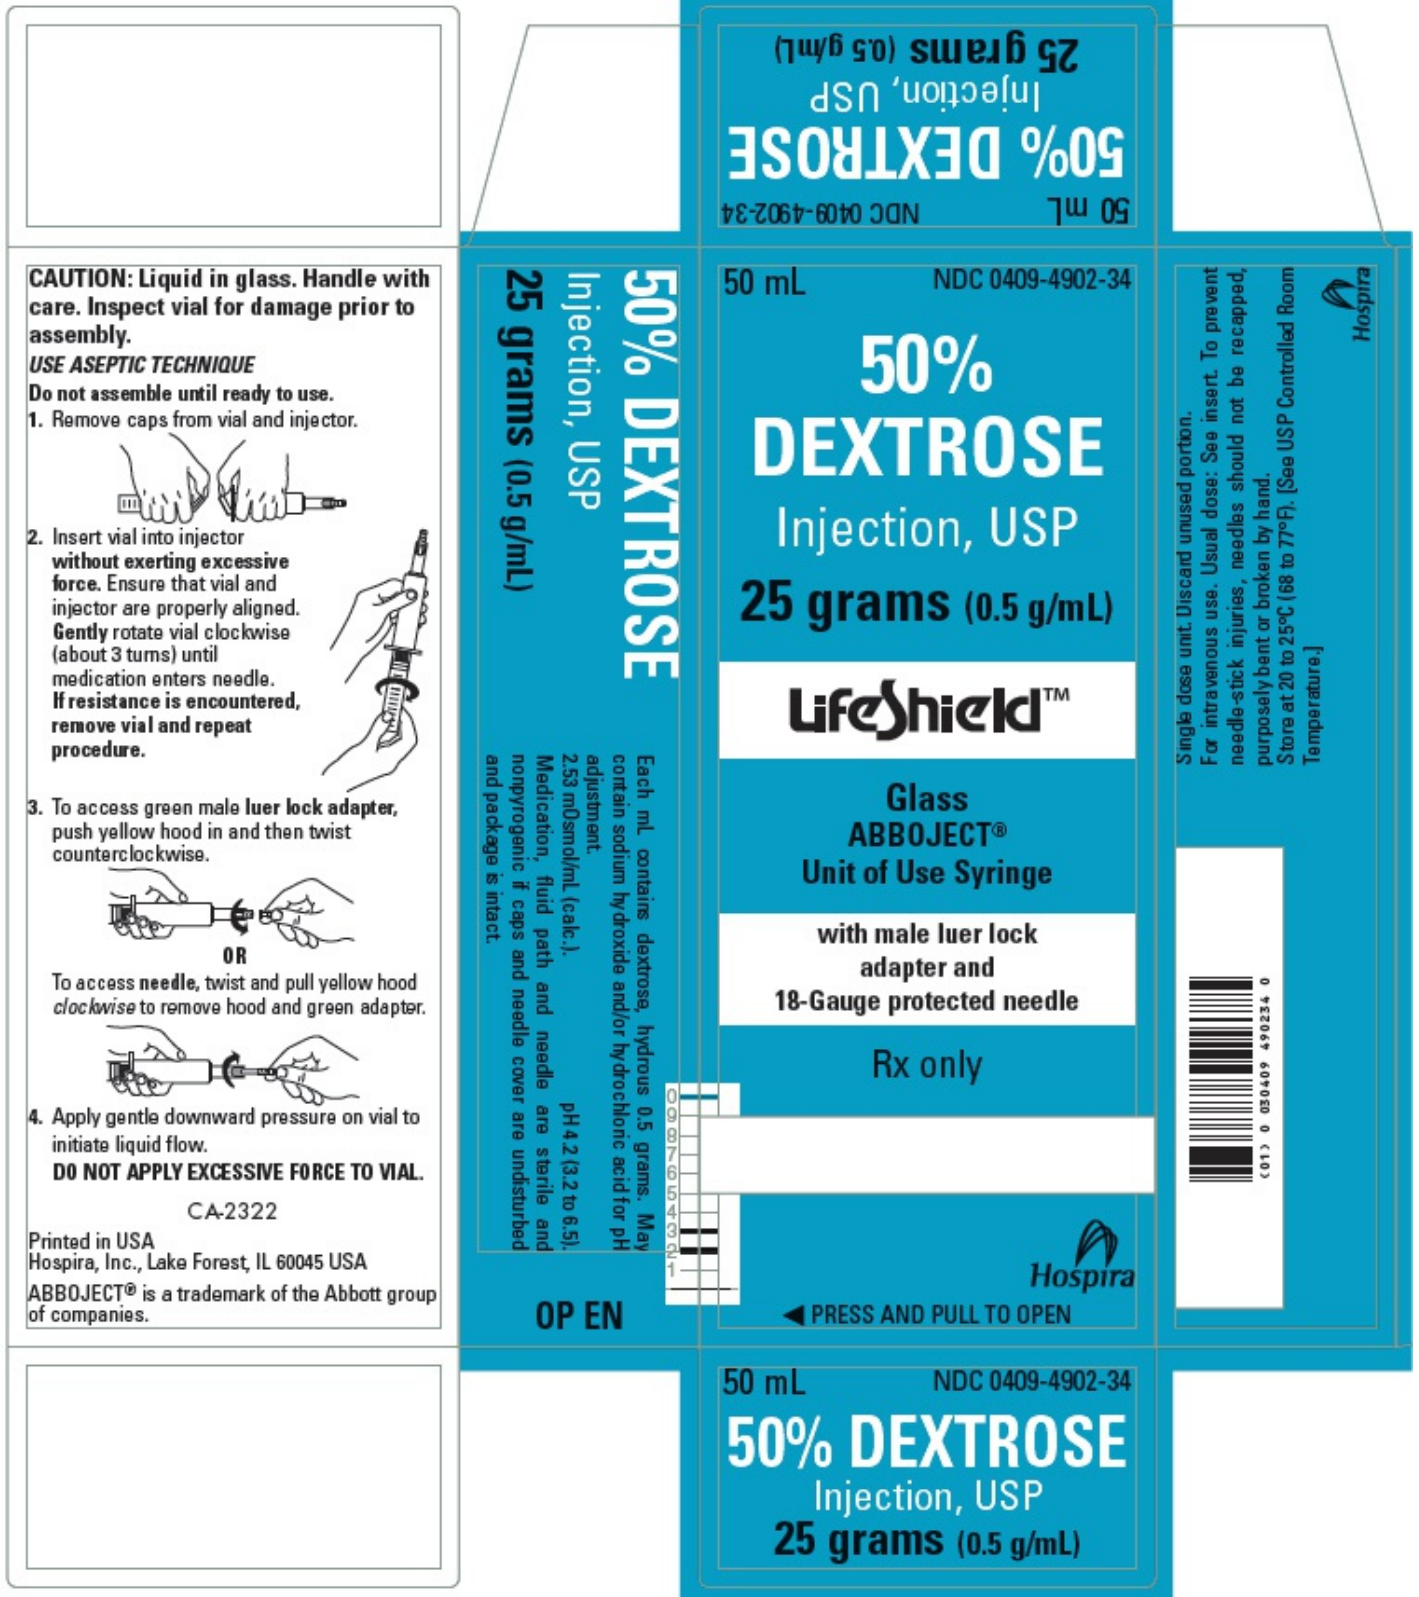 50 mL
NDC 0409-4902-34
50% DEXTROSE
Injection, USP
25 grams (0.5 g/mL)
CAUTION: Liquid in glass. Handle with
care. Inspect vial for damage prior to
assembly.
USE ASEPTIC TECHNIQUE
Do not assemble until ready to use.
1. Remove caps from vial and injector.
2. Insert vial into injector
without exerting excessive
force. Ensure that vial and
injector are properly aligned.
Gently rotate vial clockwise
(about 3 turns) until
medication enters needle.
If resistance is encountered,
remove vial and repeat
procedure.
3. To access green male luer lock adapter,
push yellow hood in and then twist
counterclockwise.
OR
To access needle, twist and pull yellow hood
clockwise to remove hood and green adapter.
4. Apply gentle downward pressure on vial to
initiate liquid flow.
DO NOT APPLY EXCESSIVE FORCE TO VIAL.
CA-2322
Printed in USA
Hospira, Inc., Lake Forest, IL 60045 USA
ABBOJECT® is a trademark of the Abbott group
of companies.
50% DEXTROSE
Injection, USP
25 grams (0.5 g/mL)
Each mL contains dextrose, hydrous 0.5 grams. May
contain sodium hydroxide and/or hydrochloric acid for pH
adjustment.
2.53 mOsmol/mL (calc.). pH 4.2 (3.2 to 6.5).
Medication, fluid path and needle are sterile and
nonpyrogenic if caps and needle cover are undisturbed
and package is intact.
OP EN
0
9
8
7
6
5
4
3
2
1
50 mL
NDC 0409-4902-34
50%
DEXTROSE
Injection, USP
25 grams (0.5 g/mL)
LifeShield™
Glass
ABBOJECT®
Unit of Use Syringe
with male luer lock
adapter and
18-Gauge protected needle
Rx only
Hospira
◀ PRESS AND PULL TO OPEN
Single dose unit. Discard unused portion.
For intravenous use. Usual dose: See insert. To prevent
needle-stick injuries, needles should not be recapped,
purposely bent or broken by hand.
Store at 20 to 25°C (68 to 77°F). [See USP Controlled Room
Temperature.]
Hospira
(01) 0 030409 490234 0
50 mL
NDC 0409-4902-34
50% DEXTROSE
Injection, USP
25 grams (0.5 g/mL)